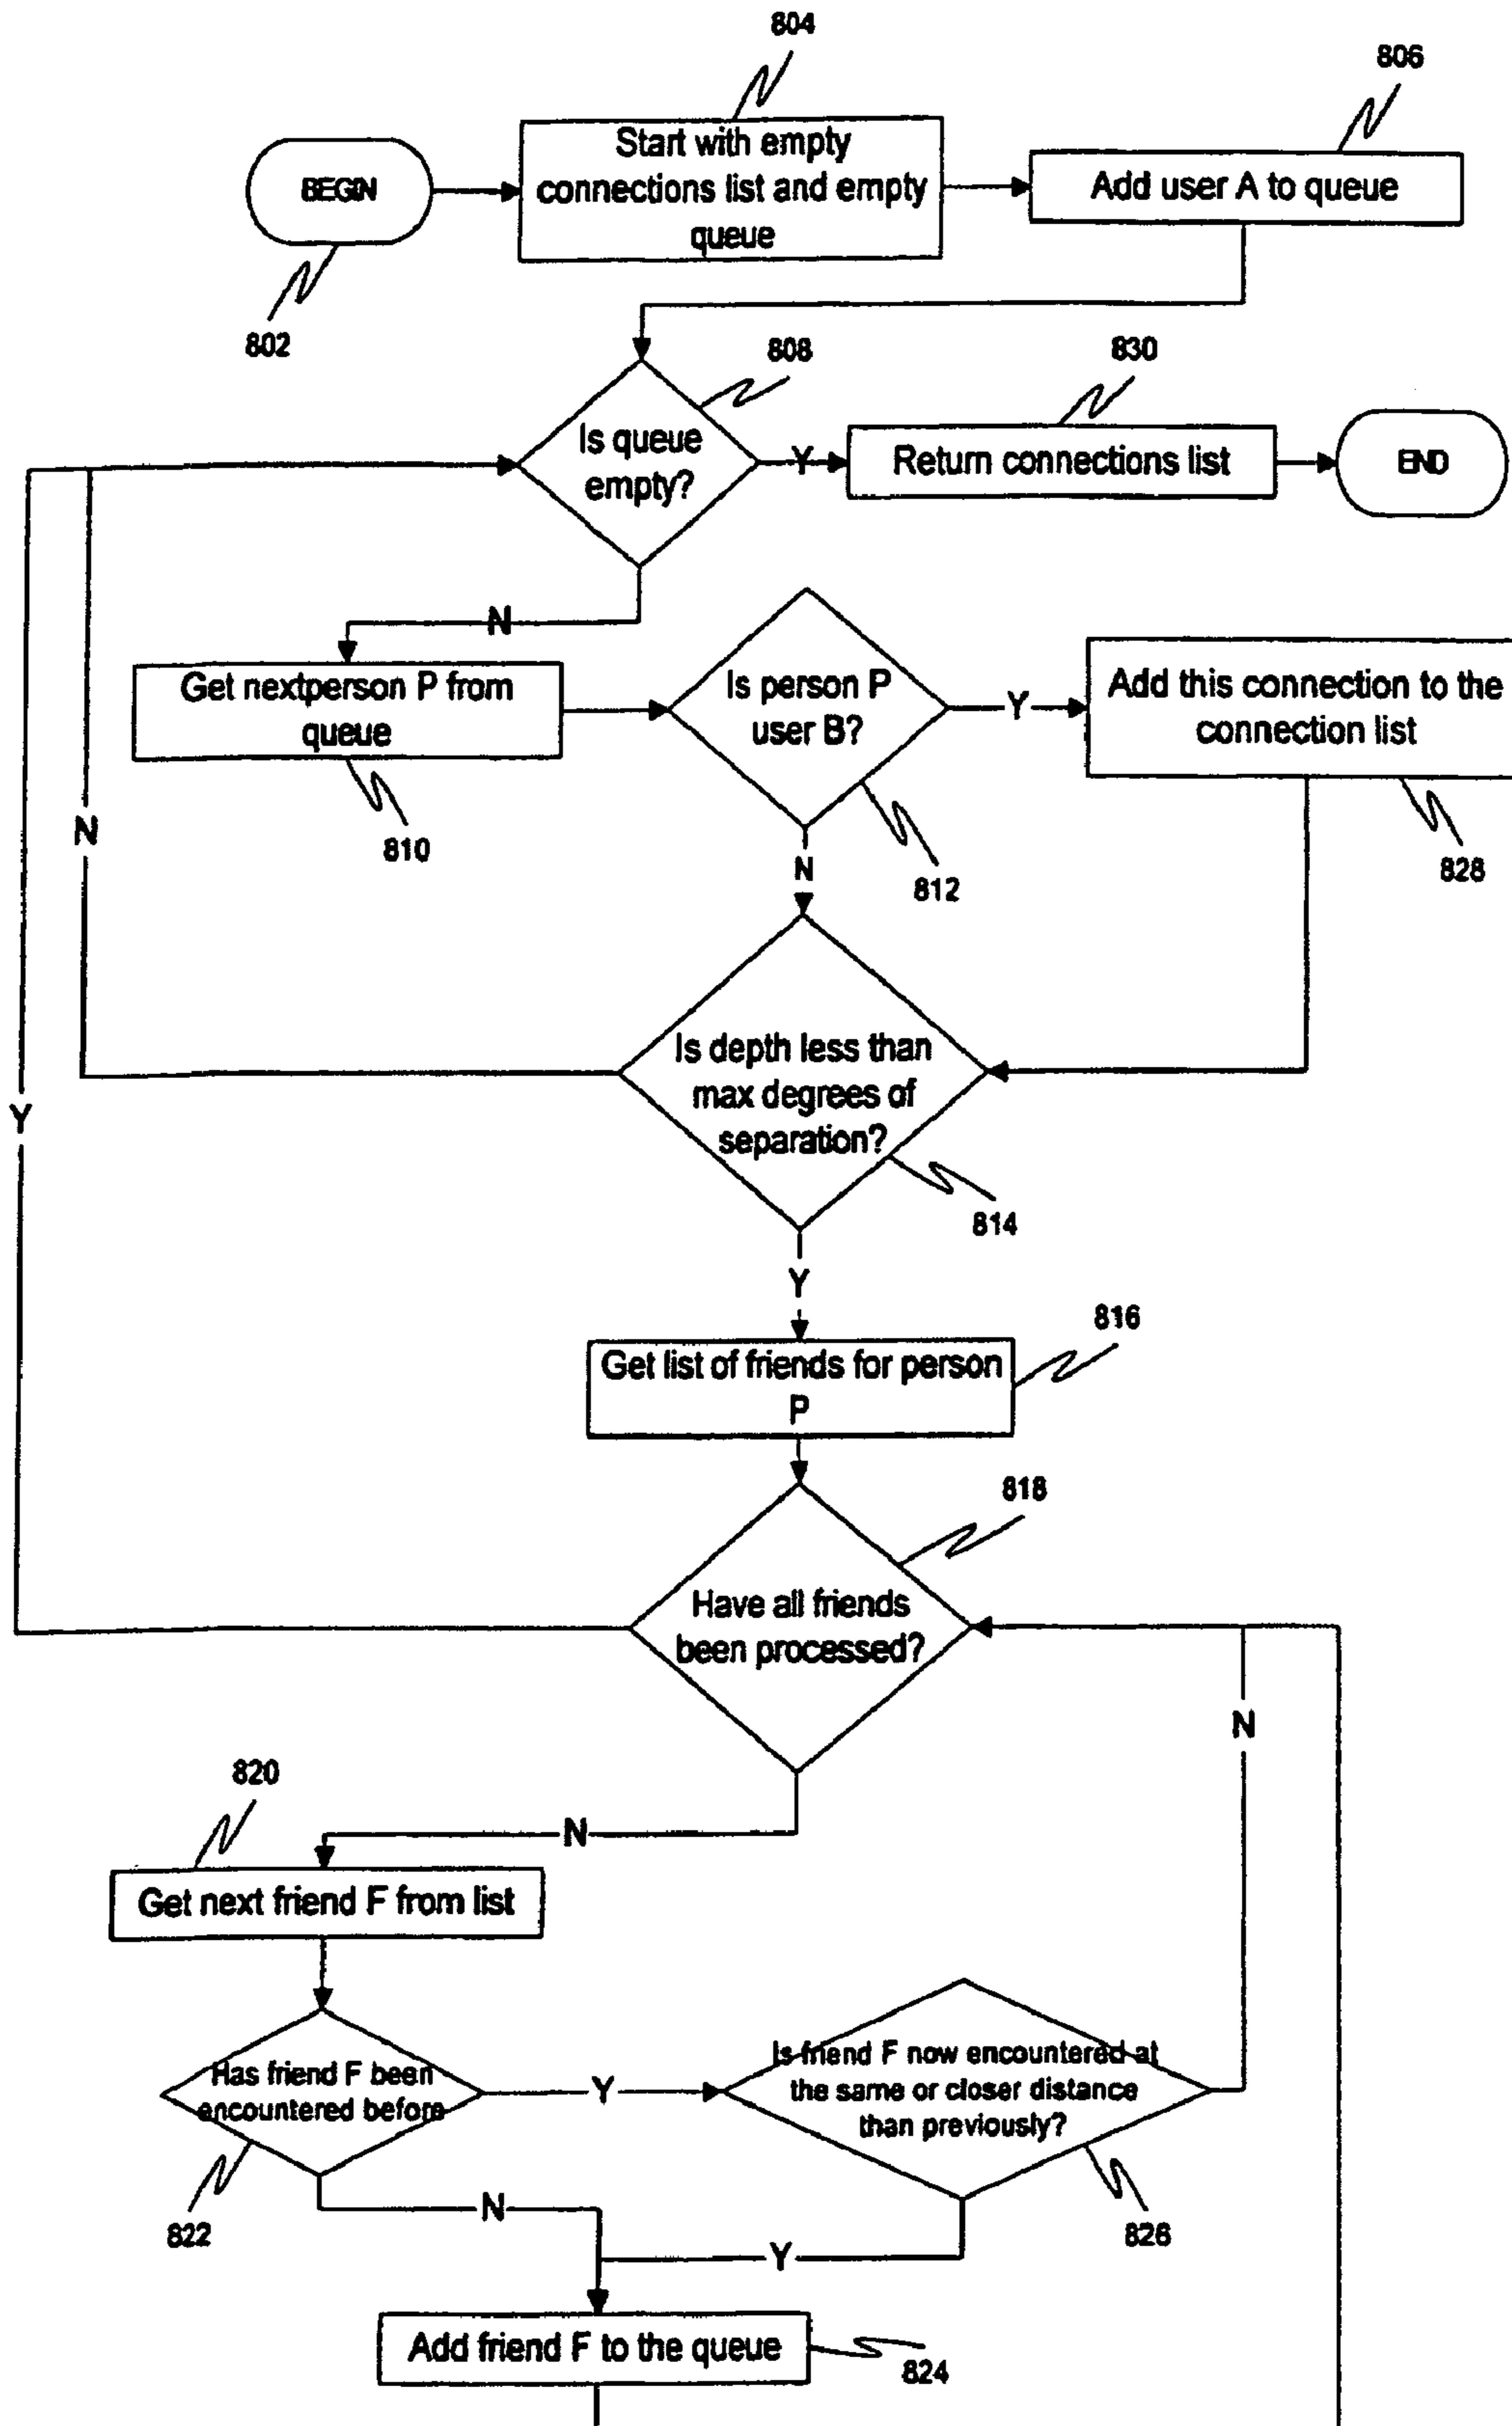 804
806
BEGIN
Start with empty
connections list and empty
queue
Add user A to queue
802
808
830
Is queue
empty?
Y
Return connections list
END
N
Get nextperson P from
queue
Is person P
user B?
Y
Add this connection to the
connection list
N
810
N
812
828
Is depth less than
max degrees of
separation?
Y
814
Y
816
Get list of friends for person
P
818
Have all friends
been processed?
N
820
N
Get next friend F from list
Has friend F been
encountered before
Y
Is friend F now encountered at
the same or closer distance
than previously?
822
N
826
Y
Add friend F to the queue
824